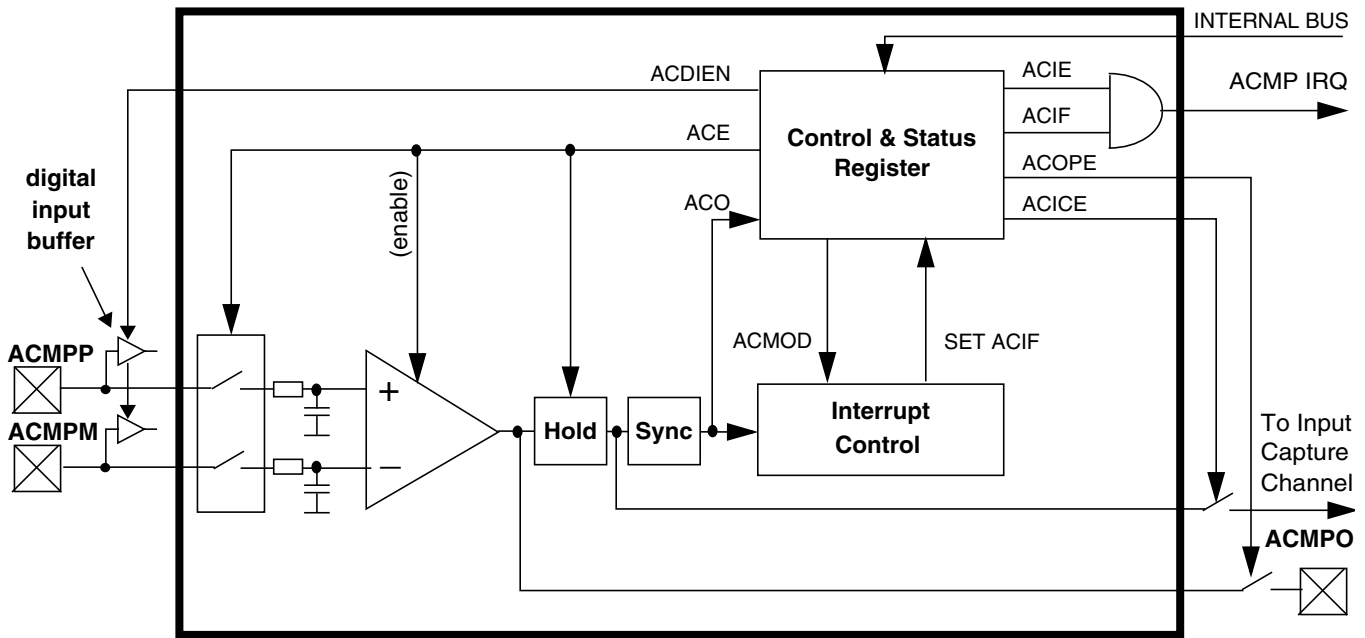 INTERNAL BUS
ACDIEN
ACIE
ACMP IRQ
ACIF
ACE
Control & Status
Register
ACOPE
ACICE
ACO
digital
input
buffer
(enable)
ACMOD
SET ACIF
ACMPP
+
Hold
Sync
Interrupt
Control
ACMPM
−
To Input
Capture
Channel
ACMPO